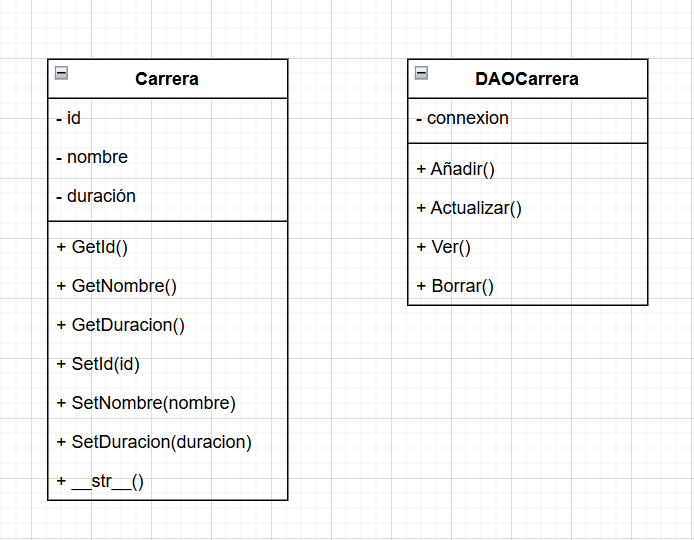 Carrera
- id
- nombre
- duración
+ GetId()
+ GetNombre()
+ GetDuracion()
+ SetId(id)
+ SetNombre(nombre)
+ SetDuracion(duracion)
+ __str__()
DAOCarrera
- connexion
+ Añadir()
+ Actualizar()
+ Ver()
+ Borrar()